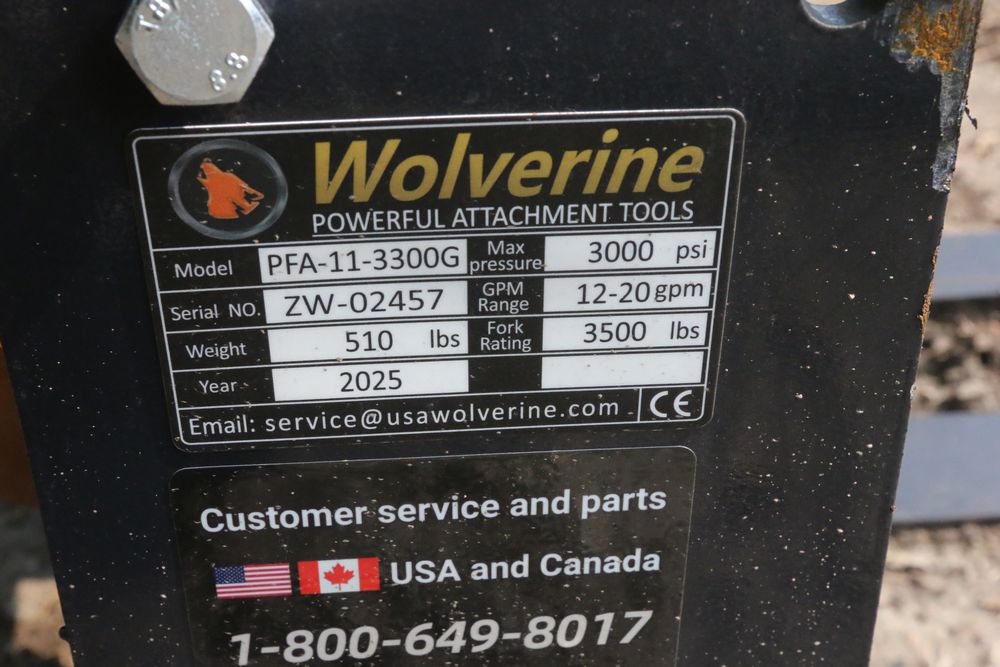 8.8
Wolverine
POWERFUL ATTACHMENT TOOLS
Model PFA-11-3300G Max pressure 3000 psi
Serial NO. ZW-02457 GPM Range 12-20 gpm
Weight 510 lbs Fork Rating 3500 lbs
Year 2025
Email: service@usawolverine.com CE
Customer service and parts
USA and Canada
1-800-649-8017